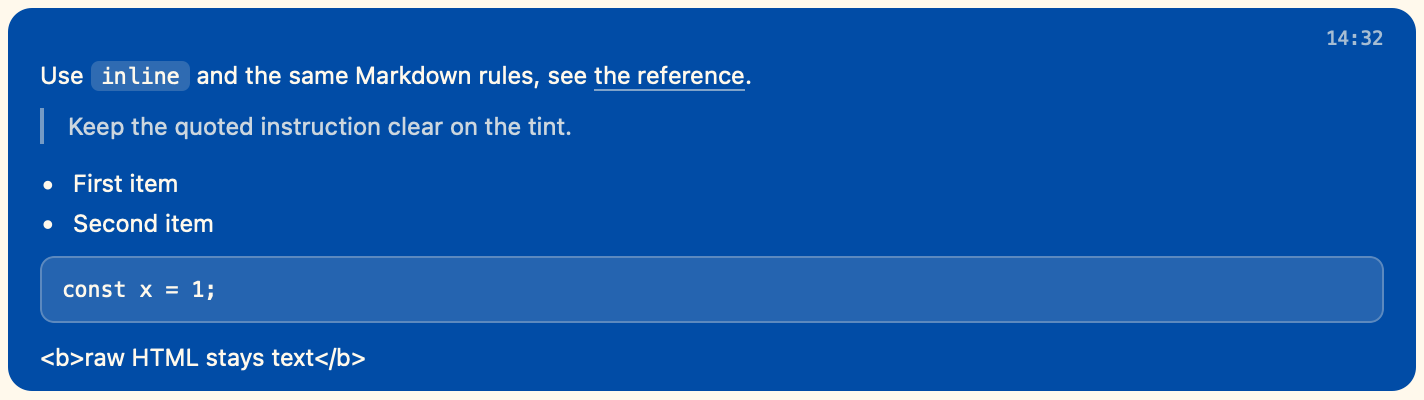 14:32
Use inline and the same Markdown rules, see the reference.
Keep the quoted instruction clear on the tint.
• First item
• Second item
const x = 1;
<b>raw HTML stays text</b>